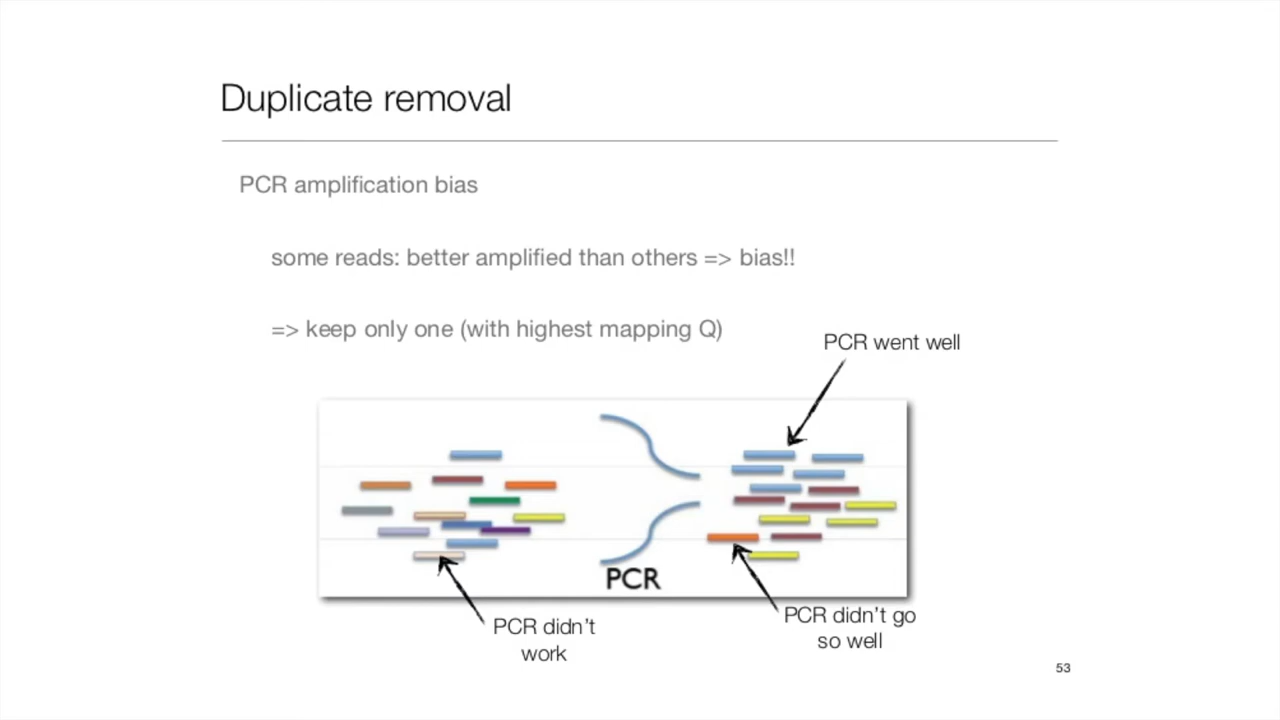 Duplicate removal
PCR amplification bias
some reads: better amplified than others => bias!!
=> keep only one (with highest mapping Q)
PCR went well
PCR
PCR didn't
work
PCR didn't go
so well
53